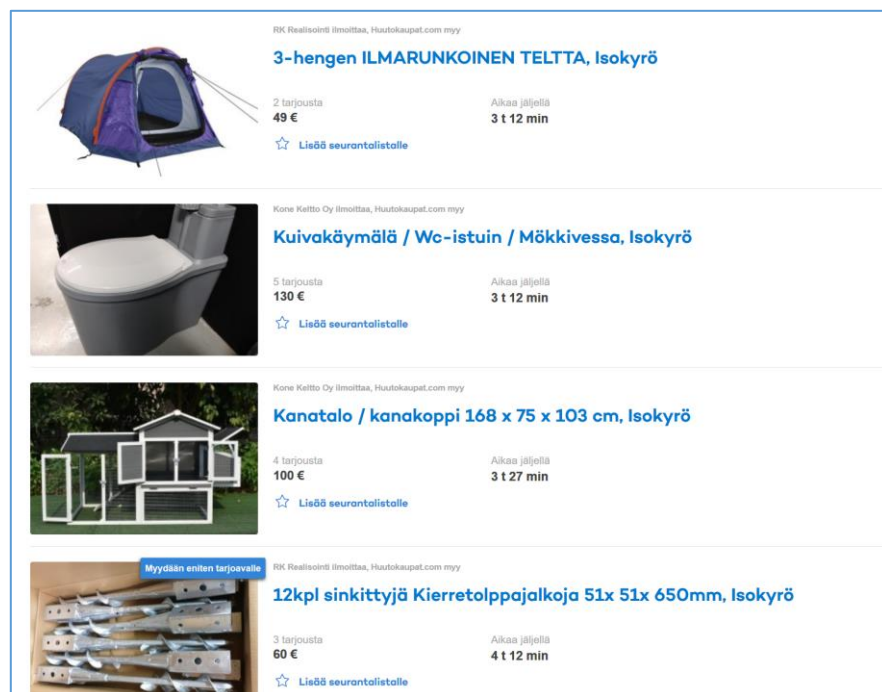 RK Realisointi ilmoittaa, Huutokaupat.com myy
3-hengen ILMARUNKOINEN TELTTA, Isokyrö
2 tarjousta
Aikaa jäljellä
49 €
3 t 12 min
Lisää seurantalistalle
Kone Keltto Oy ilmoittaa, Huutokaupat.com myy
Kuivakäymälä / Wc-istuin / Mökkivessa, Isokyrö
5 tarjousta
Aikaa jäljellä
130 €
3 t 12 min
Lisää seurantalistalle
Kone Keltto Oy ilmoittaa, Huutokaupat.com myy
Kanatalo / kanakoppi 168 x 75 x 103 cm, Isokyrö
4 tarjousta
Aikaa jäljellä
100 €
3 t 27 min
Lisää seurantalistalle
Myydään eniten tarjoavalle
RK Realisointi ilmoittaa, Huutokaupat.com myy
12kpl sinkittyjä Kierretolppajalkoja 51x 51x 650mm, Isokyrö
3 tarjousta
Aikaa jäljellä
60 €
4 t 12 min
Lisää seurantalistalle